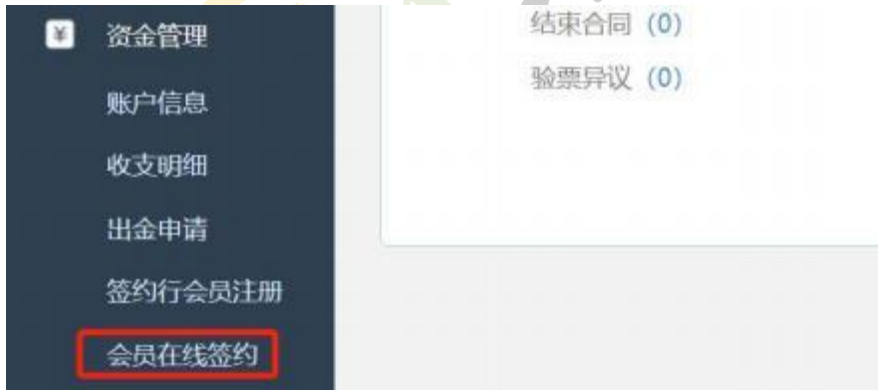 ¥ 资金管理
账户信息
收支明细
出金申请
签约行会员注册
会员在线签约
结束合同 (0)
验票异议 (0)